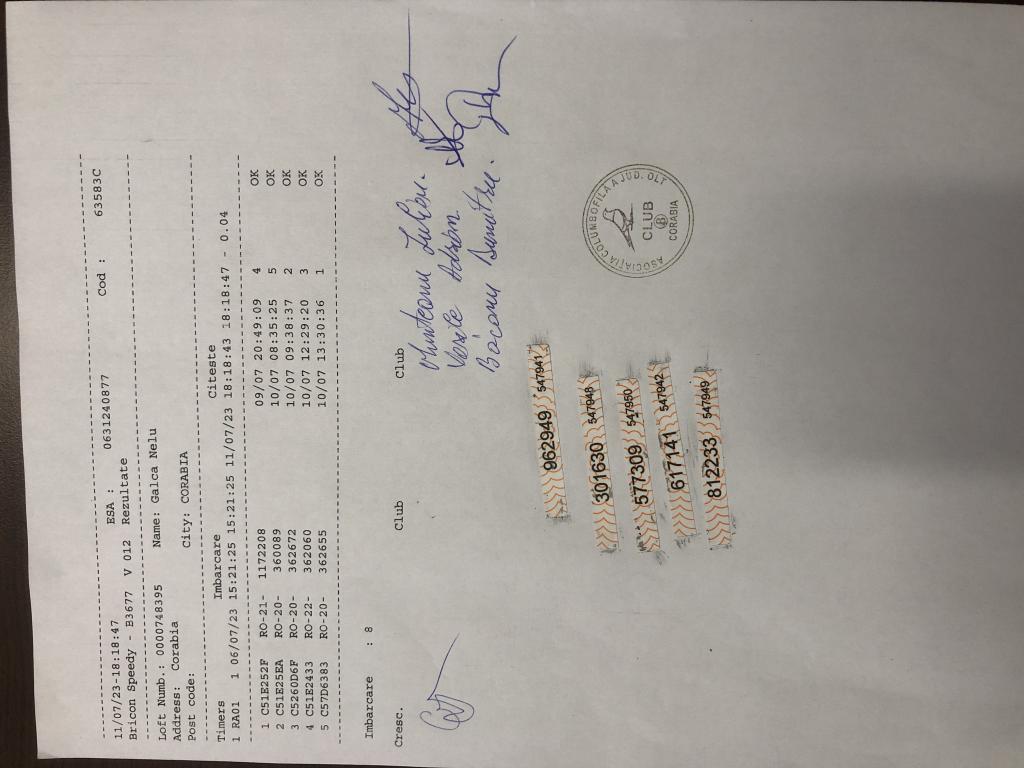 11/07/23-18:18:47 ESA : 0631240877 Cod : 63583C
Bricon Speedy - B3677 V 012 Rezultate
Loft Numb.: 0000748395 Name: Galca Nelu
Address: Corabia
Post code: City: CORABIA
Timers Imbarcare Citeste
1 RA01 1 06/07/23 15:21:25 15:21:25 11/07/23 18:18:43 18:18:47 - 0.04
1 C51E252F RO-21- 1172208 09/07 20:49:09 4 OK
2 C51E25EA RO-20- 360089 10/07 08:35:25 5 OK
3 C5260D6F RO-20- 362672 10/07 09:38:37 2 OK
4 C51E2433 RO-22- 362060 10/07 12:29:20 3 OK
5 C57D6383 RO-20- 362655 10/07 13:30:36 1 OK
Imbarcare : 8
Cresc. Club Club
Adrian
Dumitru.
962949 547941
301630 547948
577309 547950
617141 547942
812233 547949
ASOCIATIA COLUMBOFILA A JUD. OLT
CLUB
CORABIA